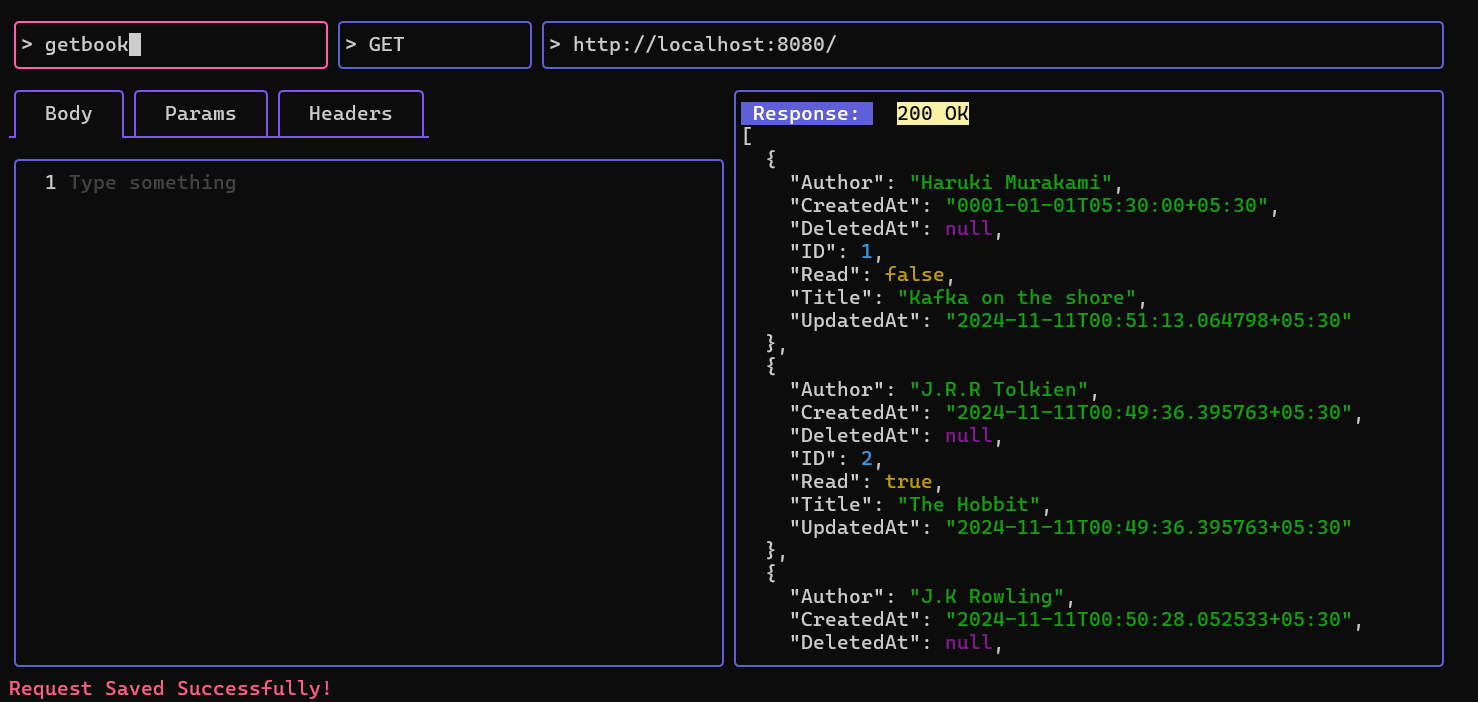 > getbook
> GET
> http://localhost:8080/
Body Params Headers
1 Type something
Response: 200 OK
[
  {
    "Author": "Haruki Murakami",
    "CreatedAt": "0001-01-01T05:30:00+05:30",
    "DeletedAt": null,
    "ID": 1,
    "Read": false,
    "Title": "Kafka on the shore",
    "UpdatedAt": "2024-11-11T00:51:13.064798+05:30"
  },
  {
    "Author": "J.R.R Tolkien",
    "CreatedAt": "2024-11-11T00:49:36.395763+05:30",
    "DeletedAt": null,
    "ID": 2,
    "Read": true,
    "Title": "The Hobbit",
    "UpdatedAt": "2024-11-11T00:49:36.395763+05:30"
  },
  {
    "Author": "J.K Rowling",
    "CreatedAt": "2024-11-11T00:50:28.052533+05:30",
    "DeletedAt": null,
Request Saved Successfully!